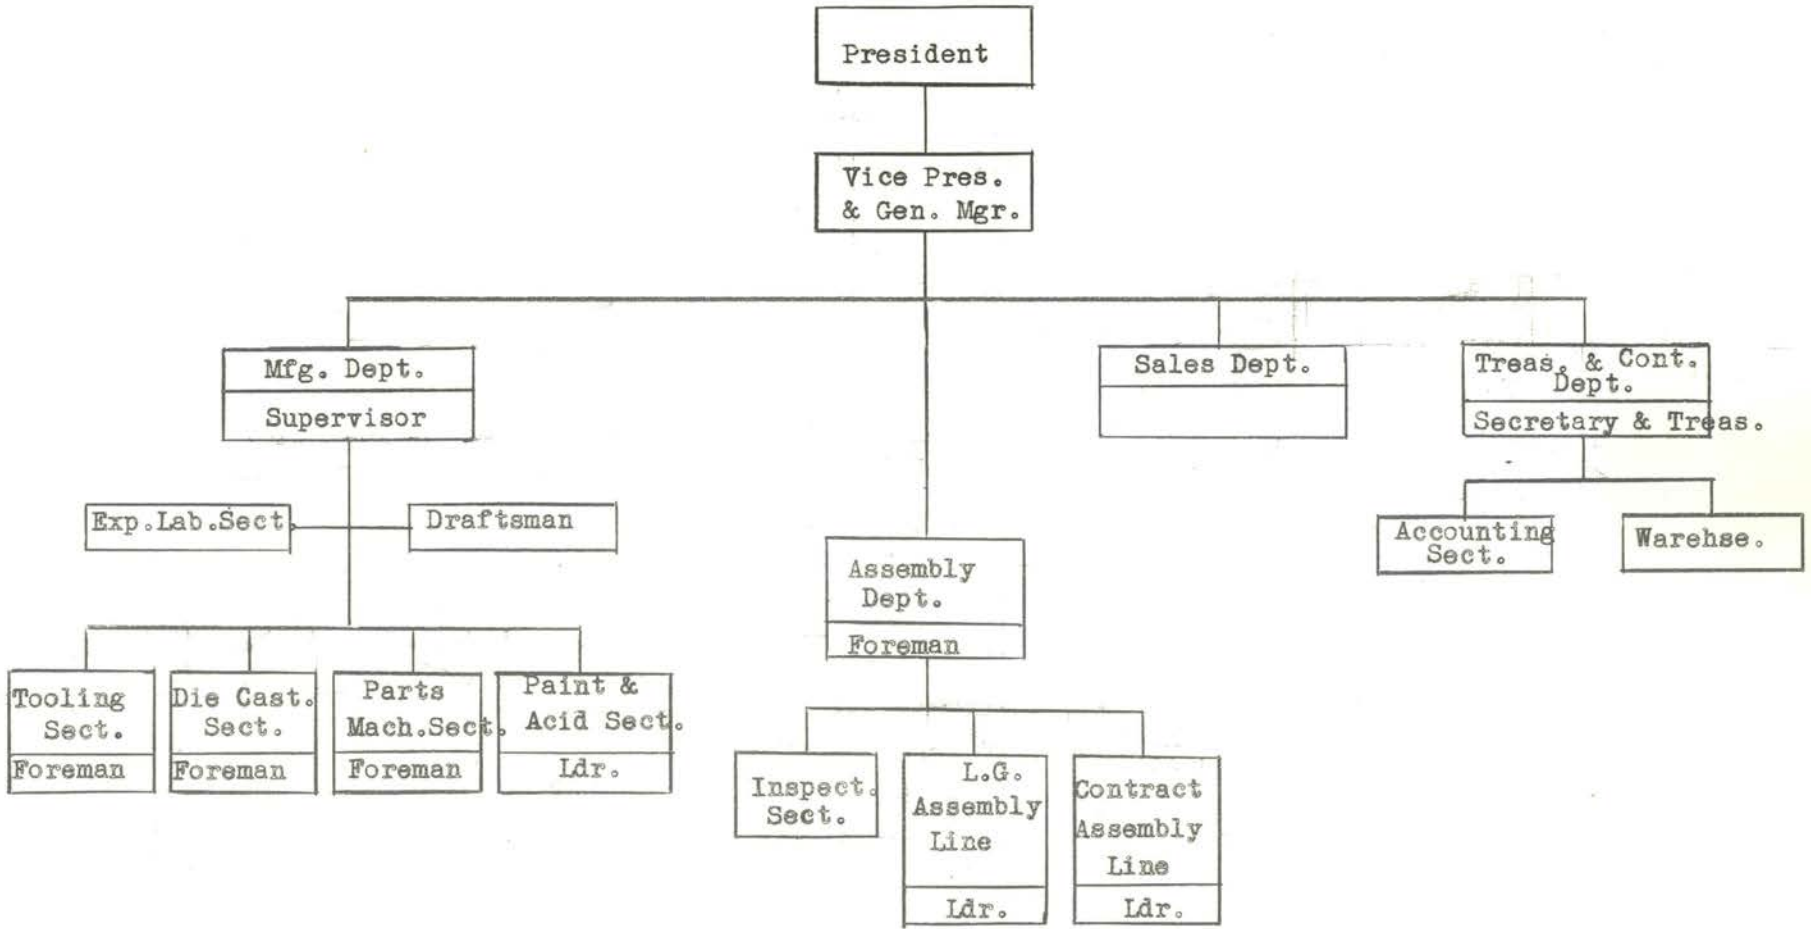 President
Vice Pres.
& Gen. Mgr.
Mfg. Dept.
Supervisor
Sales Dept.
Treas. & Cont.
Dept.
Secretary & Treas.
Exp.Lab.Sect.
Draftsman
Accounting
Sect.
Warehse.
Assembly
Dept.
Foreman
Tooling
Sect.
Foreman
Die Cast.
Sect.
Foreman
Parts
Mach.Sect.
Foreman
Paint &
Acid Sect.
Ldr.
Inspect.
Sect.
L.G.
Assembly
Line
Ldr.
Contract
Assembly
Line
Ldr.